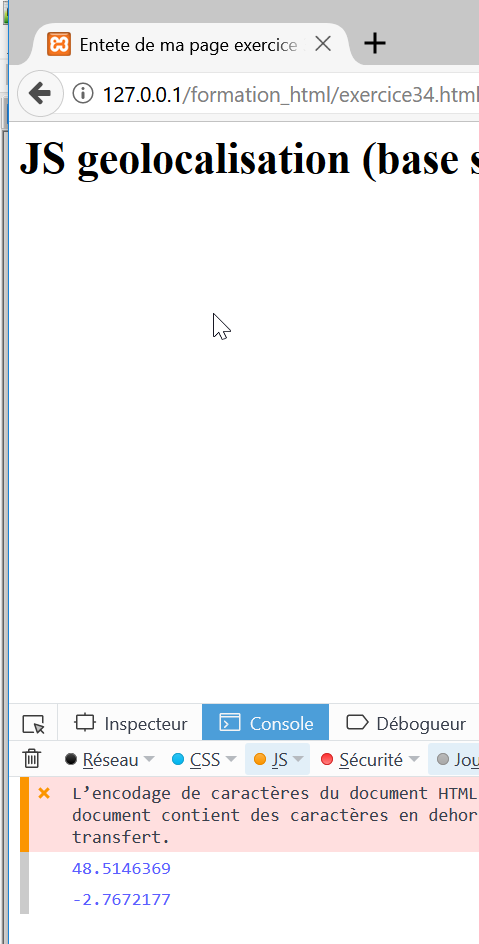 Entete de ma page exercice
127.0.0.1/formation_html/exercice34.html
JS geolocalisation (base s
Inspecteur Console Débogueur
Réseau CSS JS Sécurité Jou
L’encodage de caractères du document HTML
document contient des caractères en dehor
transfert.
48.5146369
-2.7672177